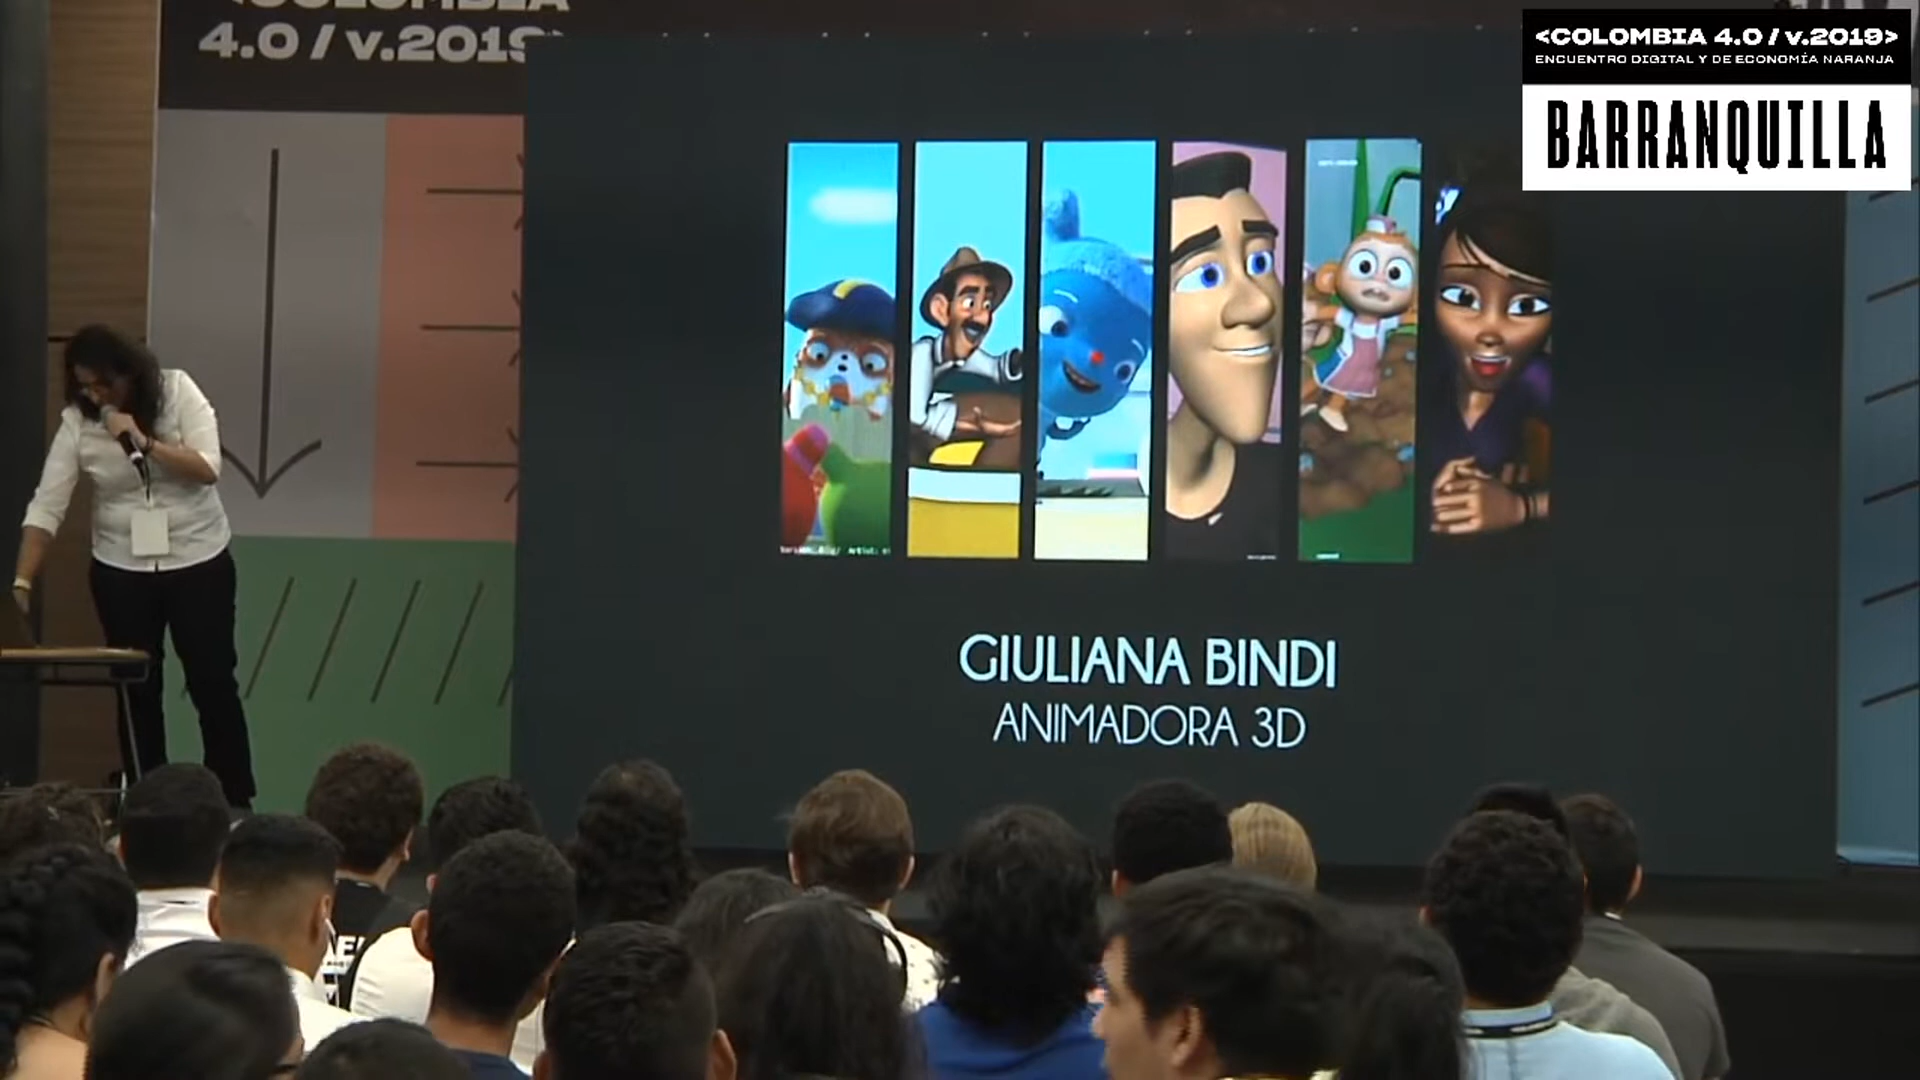 4.0 / v.2019>
<COLOMBIA 4.0 / v.2019>
ENCUENTRO DIGITAL Y DE ECONOMÍA NARANJA
BARRANQUILLA
GIULIANA BINDI
ANIMADORA 3D